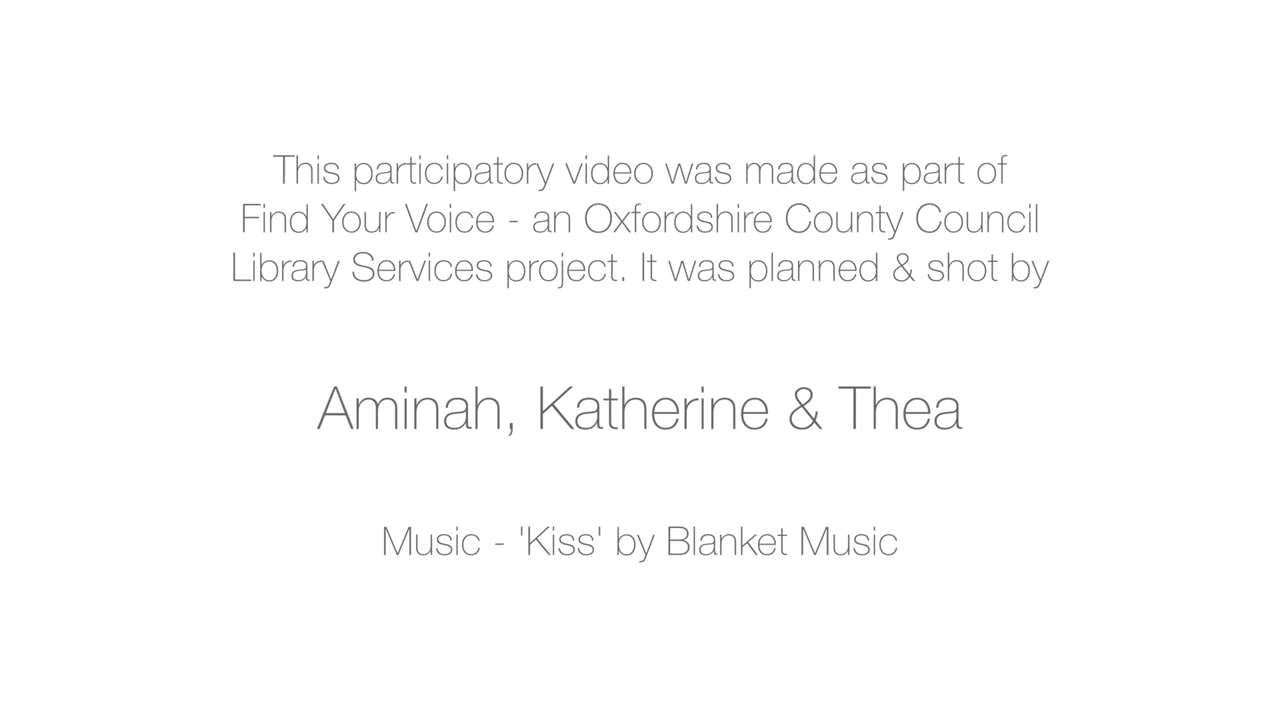 This participatory video was made as part of
Find Your Voice - an Oxfordshire County Council
Library Services project. It was planned & shot by
Aminah, Katherine & Thea
Music - 'Kiss' by Blanket Music